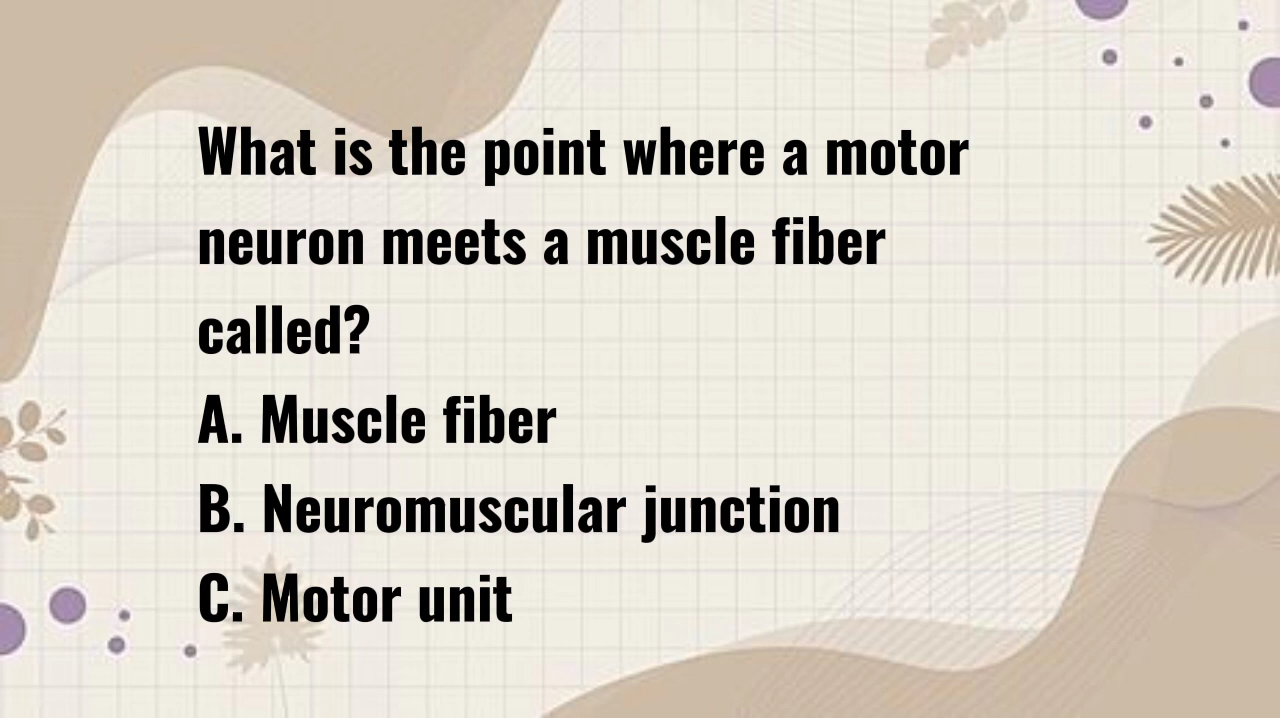 What is the point where a motor
neuron meets a muscle fiber
called?
A. Muscle fiber
B. Neuromuscular junction
C. Motor unit